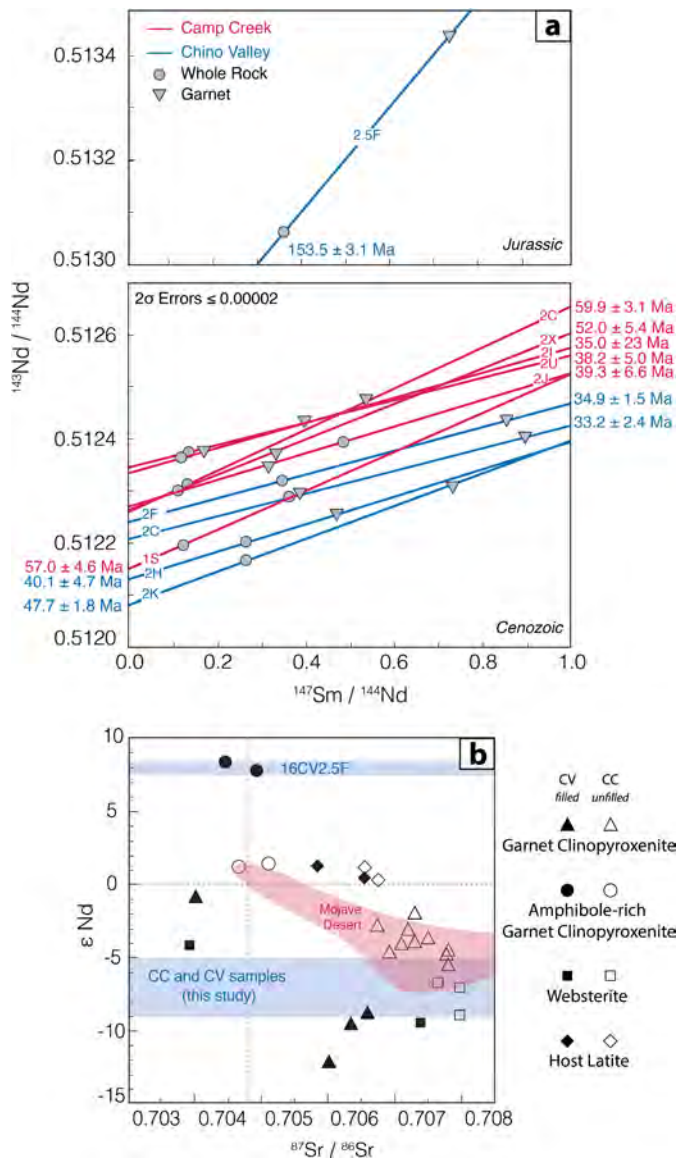 a
Camp Creek
Chino Valley
Whole Rock
Garnet
0.5134
0.5132
0.5130
2.5F
153.5 ± 3.1 Ma
Jurassic
¹⁴³Nd / ¹⁴⁴Nd
2σ Errors ≤ 0.00002
0.5126
0.5124
0.5122
0.5120
2C
2X
2I
2U
2J
59.9 ± 3.1 Ma
52.0 ± 5.4 Ma
35.0 ± 23 Ma
38.2 ± 5.0 Ma
39.3 ± 6.6 Ma
34.9 ± 1.5 Ma
33.2 ± 2.4 Ma
2F
2C
1S
2H
2K
57.0 ± 4.6 Ma
40.1 ± 4.7 Ma
47.7 ± 1.8 Ma
Cenozoic
0.0 0.2 0.4 0.6 0.8 1.0
¹⁴⁷Sm / ¹⁴⁴Nd
b
10
5
0
-5
-10
-15
ε Nd
16CV2.5F
Mojave
Desert
CC and CV samples
(this study)
0.703 0.704 0.705 0.706 0.707 0.708
⁸⁷Sr / ⁸⁶Sr
CV CC
filled unfilled
Garnet Clinopyroxenite
Amphibole-rich
Garnet Clinopyroxenite
Websterite
Host Latite